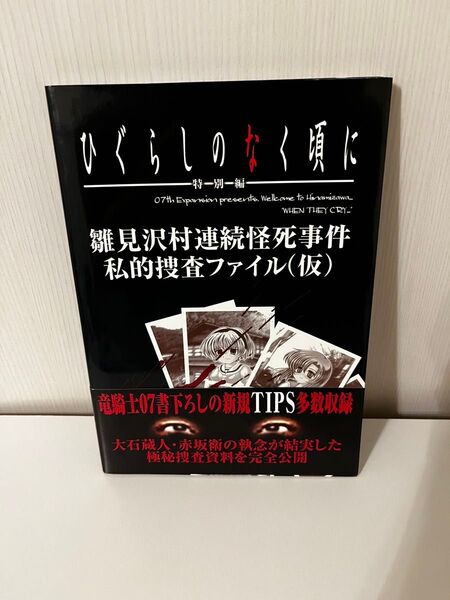 ひぐらしのなく頃に
特別編
07th Expansion presents. Wellcome to Hinamizawa...
"WHEN THEY CRY..."
雛見沢村連続怪死事件
私的捜査ファイル(仮)
竜騎士07書下ろしの新規TIPS多数収録
大石蔵人・赤坂衛の執念が結実した
極秘捜査資料を完全公開